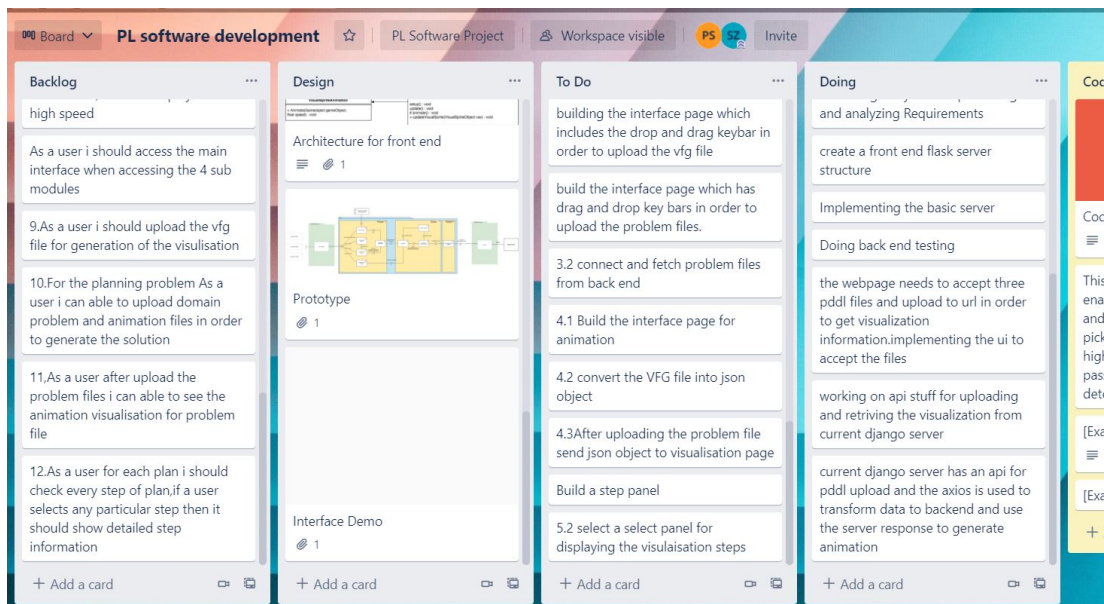 Board
PL software development
PL Software Project
Workspace visible
PS
SZ
Invite
Backlog
high speed
As a user i should access the main
interface when accessing the 4 sub
modules
9.As a user i should upload the vfg
file for generation of the visulisation
10.For the planning problem As a
user i can able to upload domain
problem and animation files in order
to generate the solution
11,As a user after upload the
problem files i can able to see the
animation visualisation for problem
file
12.As a user for each plan i should
check every step of plan,if a user
selects any particular step then it
should show detailed step
information
+ Add a card
Design
Architecture for front end
1
Prototype
1
Interface Demo
1
+ Add a card
To Do
building the interface page which
includes the drop and drag keybar in
order to upload the vfg file
build the interface page which has
drag and drop key bars in order to
upload the problem files.
3.2 connect and fetch problem files
from back end
4.1 Build the interface page for
animation
4.2 convert the VFG file into json
object
4.3After uploading the problem file
send json object to visualisation page
Build a step panel
5.2 select a select panel for
displaying the visulaisation steps
+ Add a card
Doing
and analyzing Requirements
create a front end flask server
structure
Implementing the basic server
Doing back end testing
the webpage needs to accept three
pddl files and upload to url in order
to get visualization
information.implementing the ui to
accept the files
working on api stuff for uploading
and retriving the visualization from
current django server
current django server has an api for
pddl upload and the axios is used to
transform data to backend and use
the server response to generate
animation
+ Add a card
Coc
Coc
This
ena
and
pick
high
pass
dete
[Exa
[Exa
+